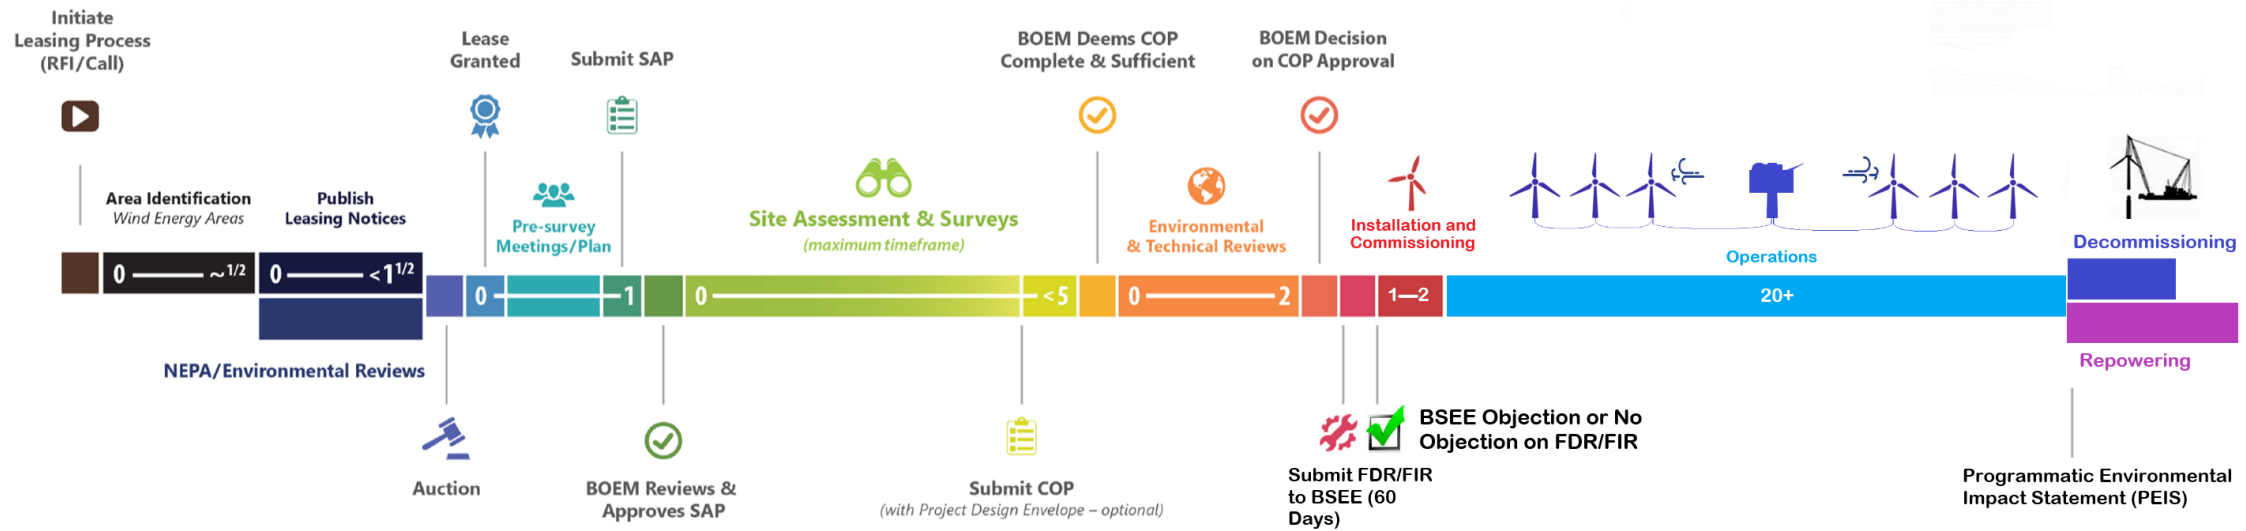 Initiate
Leasing Process
(RFI/Call)
Lease
Granted
Submit SAP
BOEM Deems COP
Complete & Sufficient
BOEM Decision
on COP Approval
Area Identification
Wind Energy Areas
Publish
Leasing Notices
Pre-survey
Meetings/Plan
Site Assessment & Surveys
(maximum timeframe)
Environmental
& Technical Reviews
Installation and
Commissioning
Operations
Decommissioning
0 ~1/2
0 <1 1/2
0 1
0 <5
0 2
1—2
20+
NEPA/Environmental Reviews
Repowering
Auction
BOEM Reviews &
Approves SAP
Submit COP
(with Project Design Envelope – optional)
Submit FDR/FIR
to BSEE (60
Days)
BSEE Objection or No
Objection on FDR/FIR
Programmatic Environmental
Impact Statement (PEIS)